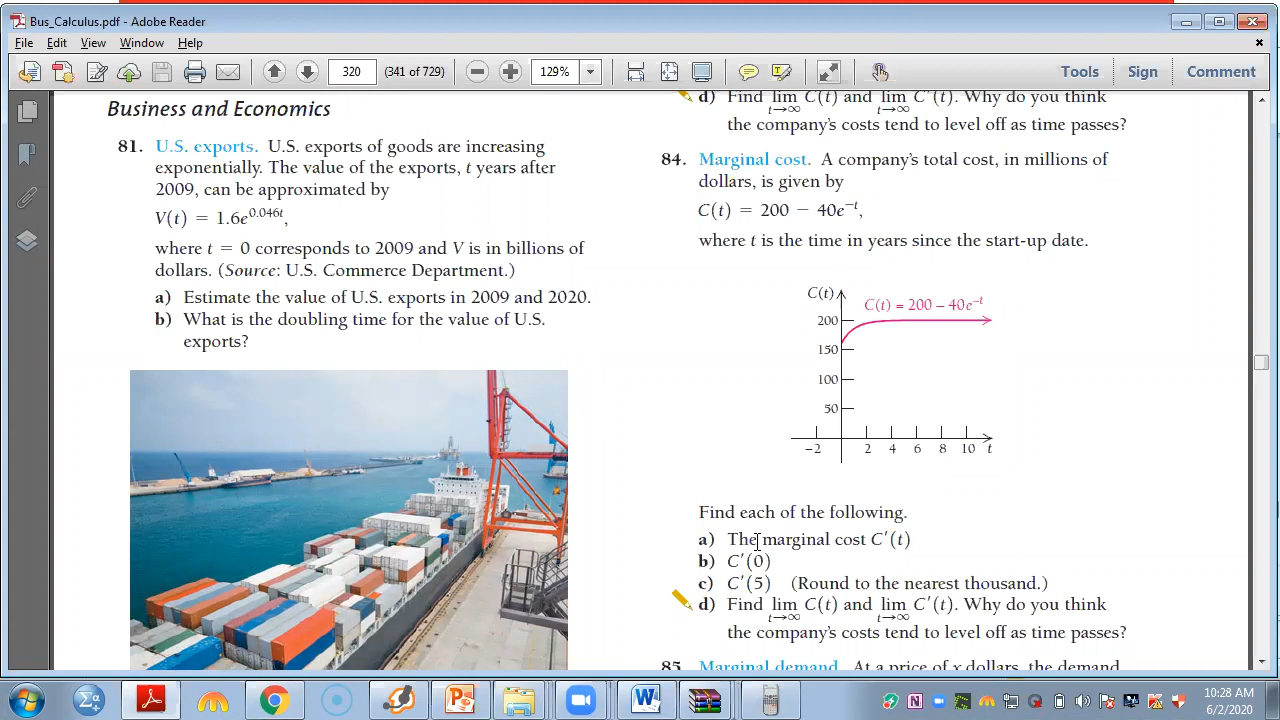 Bus_Calculus.pdf - Adobe Reader
File Edit View Window Help
320 (341 of 729) 129% Tools Sign Comment
Business and Economics
81. U.S. exports. U.S. exports of goods are increasing
exponentially. The value of the exports, t years after
2009, can be approximated by
V(t) = 1.6e^{0.046t},
where t = 0 corresponds to 2009 and V is in billions of
dollars. (Source: U.S. Commerce Department.)
a) Estimate the value of U.S. exports in 2009 and 2020.
b) What is the doubling time for the value of U.S.
exports?
d) Find lim C(t) and lim C′(t). Why do you think
t→∞ t→∞
the company's costs tend to level off as time passes?
84. Marginal cost. A company's total cost, in millions of
dollars, is given by
C(t) = 200 − 40e^{−t},
where t is the time in years since the start-up date.
C(t)
C(t) = 200 − 40e^{−t}
200
150
100
50
−2 2 4 6 8 10 t
Find each of the following.
a) The marginal cost C′(t)
b) C′(0)
c) C′(5) (Round to the nearest thousand.)
d) Find lim C(t) and lim C′(t). Why do you think
t→∞ t→∞
the company's costs tend to level off as time passes?
85. Marginal demand. At a price of x dollars, the demand
10:28 AM
6/2/2020